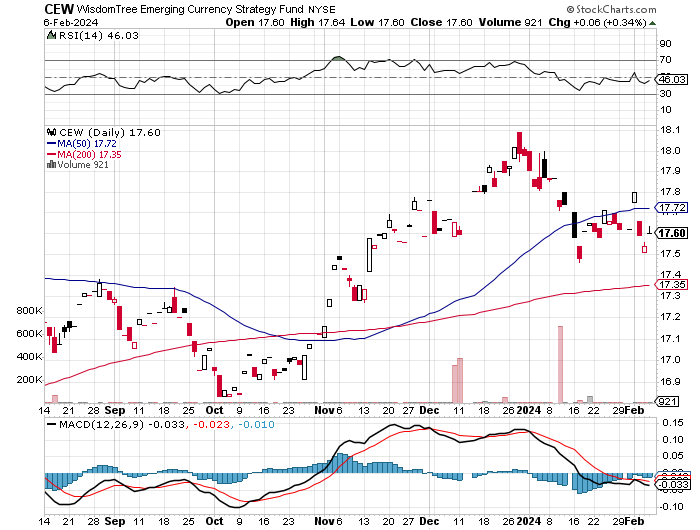 CEW WisdomTree Emerging Currency Strategy Fund NYSE © StockCharts.com
6-Feb-2024 Open 17.60 High 17.64 Low 17.60 Close 17.60 Volume 921 Chg +0.06 (+0.34%)
RSI(14) 46.03
90
70
46.03
30
10
CEW (Daily) 17.60
MA(50) 17.72
MA(200) 17.35
Volume 921
18.1
18.0
17.9
17.8
17.72
17.60
17.5
17.4
17.35
17.3
17.2
17.1
17.0
16.9
921
800K
600K
400K
200K
14 21 28 Sep 11 18 25 Oct 9 16 23 Nov 6 13 20 27 Dec 11 18 26 2024 8 16 22 29 Feb
MACD(12,26,9) -0.033, -0.023, -0.010
0.15
0.10
0.05
-0.033
-0.10
14 21 28 Sep 11 18 25 Oct 9 16 23 Nov 6 13 20 27 Dec 11 18 26 2024 8 16 22 29 Feb